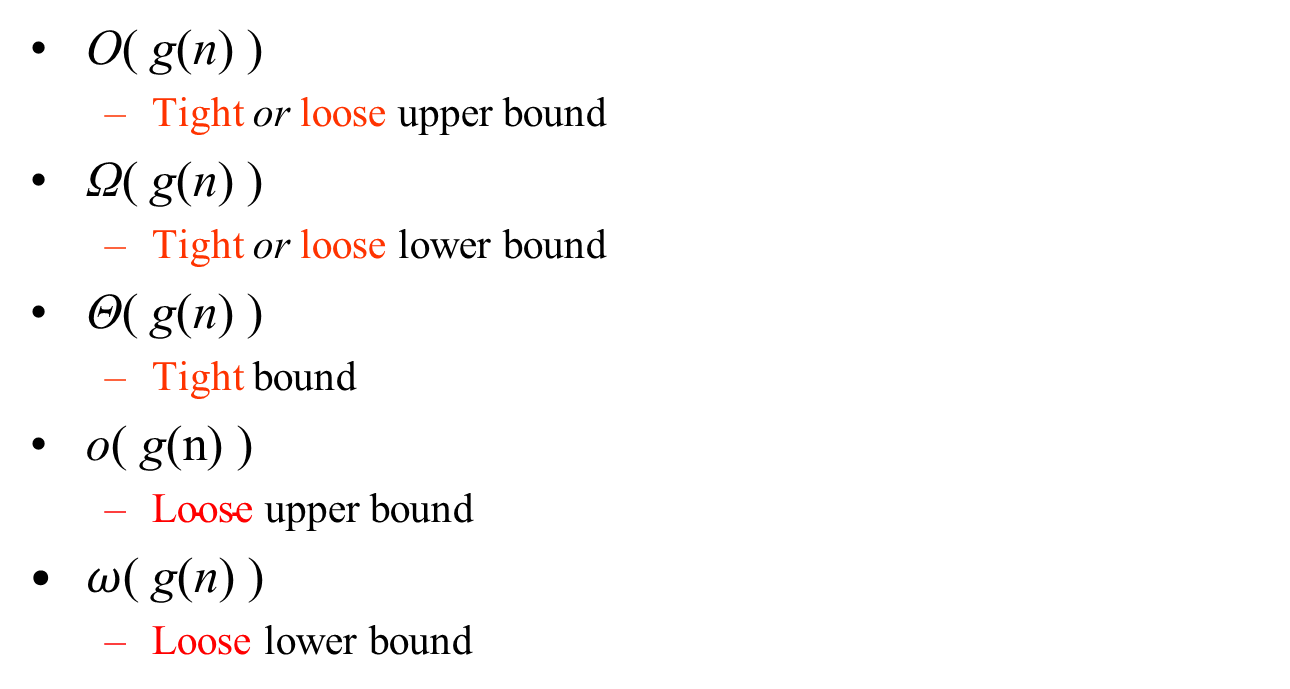 • O( g(n) )
– Tight or loose upper bound
• Ω( g(n) )
– Tight or loose lower bound
• Θ( g(n) )
– Tight bound
• o( g(n) )
– Loose upper bound
• ω( g(n) )
– Loose lower bound